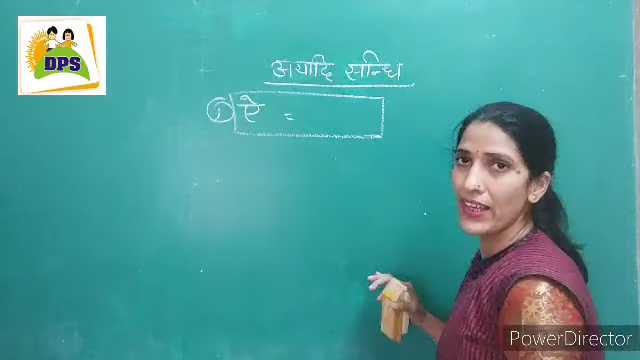 DPS
अयादि सन्धि
① ऐ =
PowerDirector